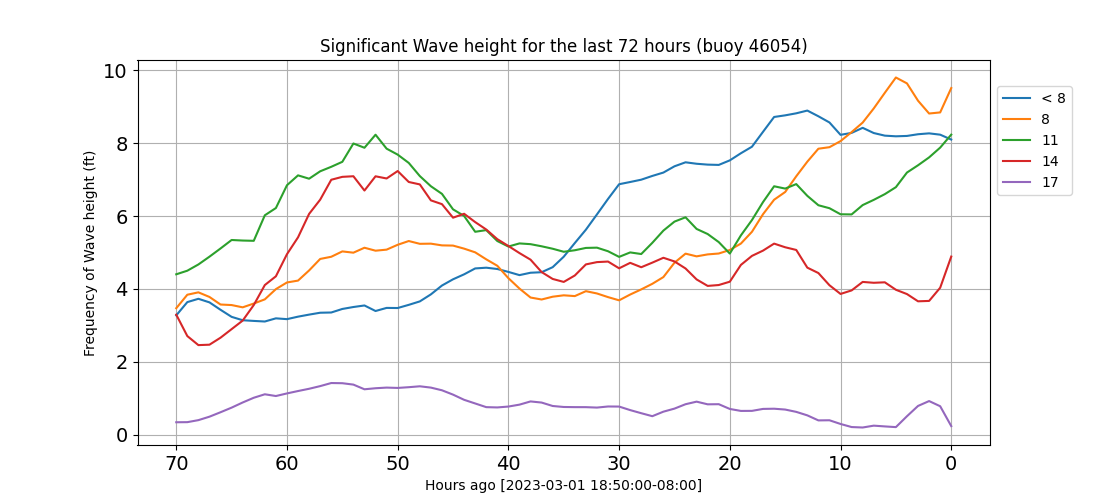 Significant Wave height for the last 72 hours (buoy 46054)
Frequency of Wave height (ft)
10
8
6
4
2
0
70 60 50 40 30 20 10 0
Hours ago [2023-03-01 18:50:00-08:00]
< 8
8
11
14
17